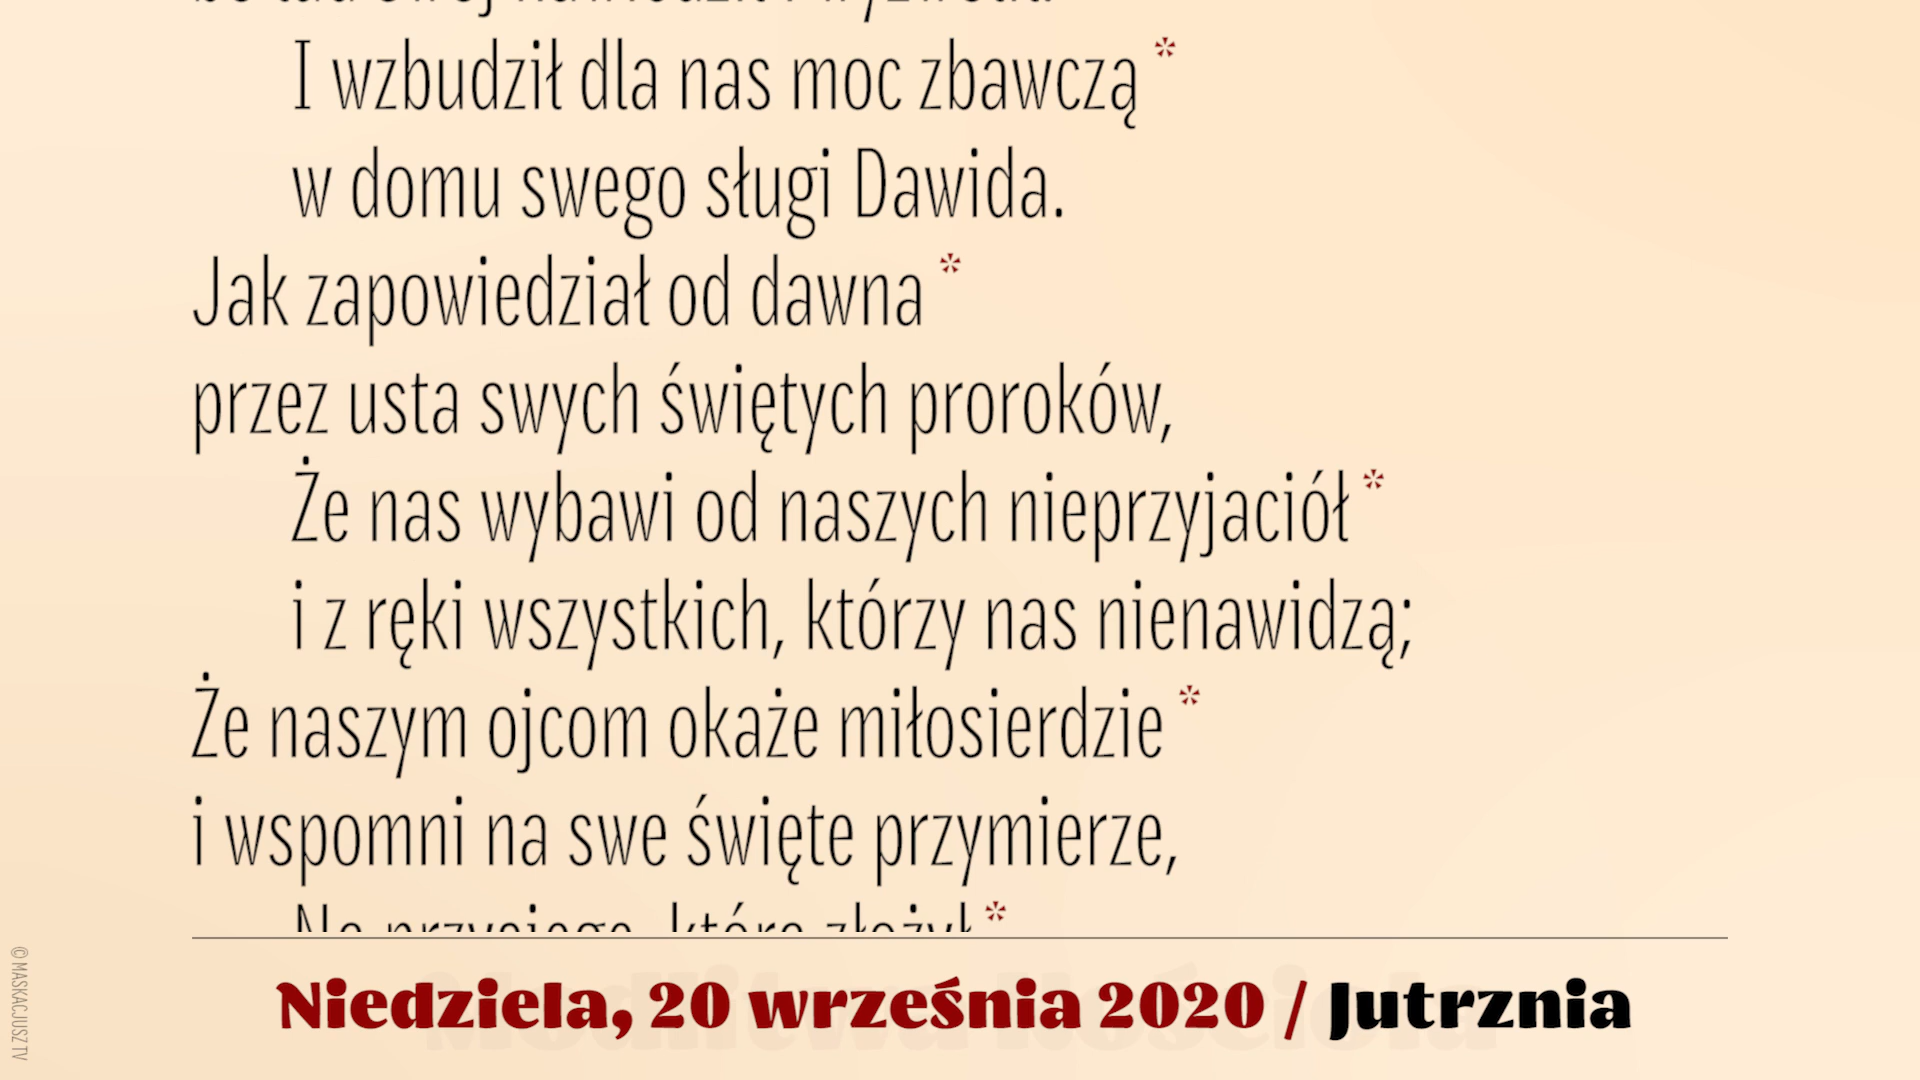 I wzbudził dla nas moc zbawczą *
w domu swego sługi Dawida.
Jak zapowiedział od dawna *
przez usta swych świętych proroków,
Że nas wybawi od naszych nieprzyjaciół *
i z ręki wszystkich, którzy nas nienawidzą;
Że naszym ojcom okaże miłosierdzie *
i wspomni na swe święte przymierze,
Niedziela, 20 września 2020 / Jutrznia
© MASKACJUSZ TV